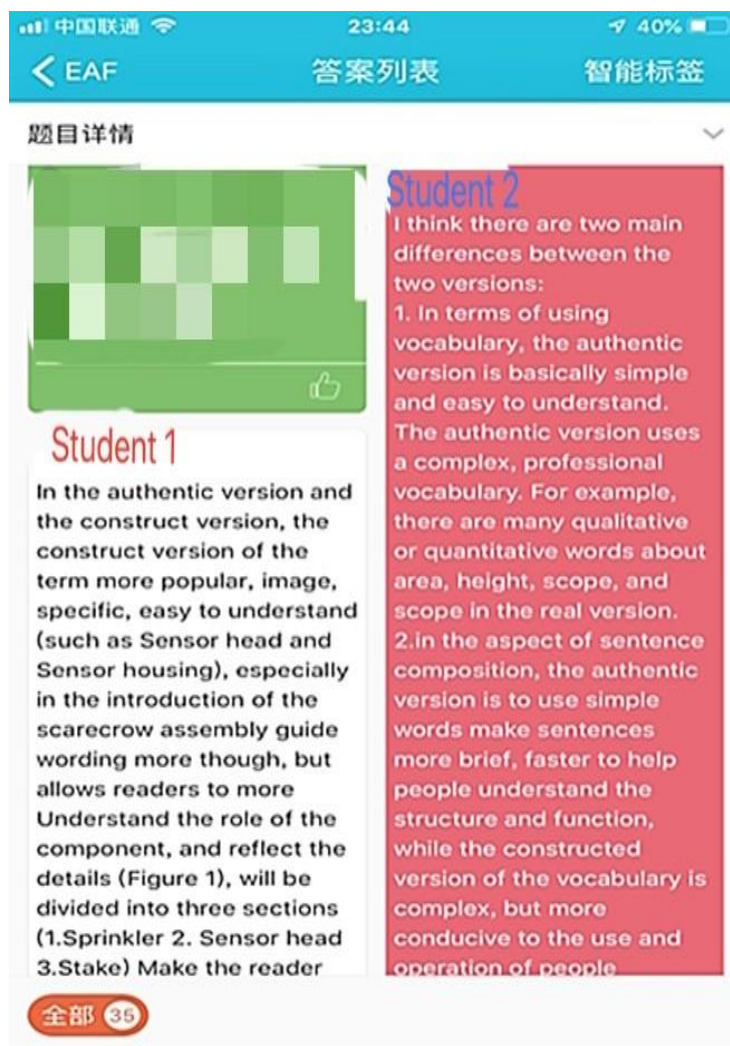 中国联通 23:44 40%
EAF 答案列表 智能标签
题目详情
Student 1
In the authentic version and
the construct version, the
construct version of the
term more popular, image,
specific, easy to understand
(such as Sensor head and
Sensor housing), especially
in the introduction of the
scarecrow assembly guide
wording more though, but
allows readers to more
Understand the role of the
component, and reflect the
details (Figure 1), will be
divided into three sections
(1.Sprinkler 2. Sensor head
3.Stake) Make the reader
Student 2
I think there are two main
differences between the
two versions:
1. In terms of using
vocabulary, the authentic
version is basically simple
and easy to understand.
The authentic version uses
a complex, professional
vocabulary. For example,
there are many qualitative
or quantitative words about
area, height, scope, and
scope in the real version.
2.in the aspect of sentence
composition, the authentic
version is to use simple
words make sentences
more brief, faster to help
people understand the
structure and function,
while the constructed
version of the vocabulary is
complex, but more
conducive to the use and
operation of people
全部 35